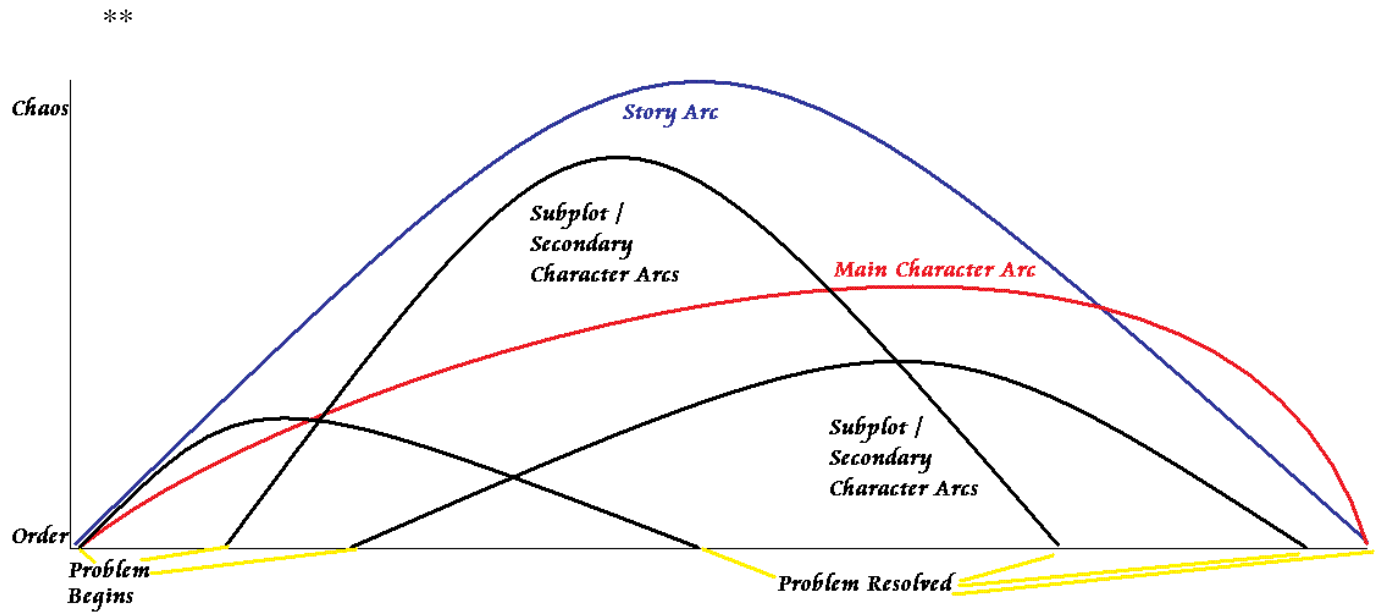 **
Chaos
Story Arc
Subplot /
Secondary
Character Arcs
Main Character Arc
Subplot /
Secondary
Character Arcs
Order
Problem
Begins
Problem Resolved